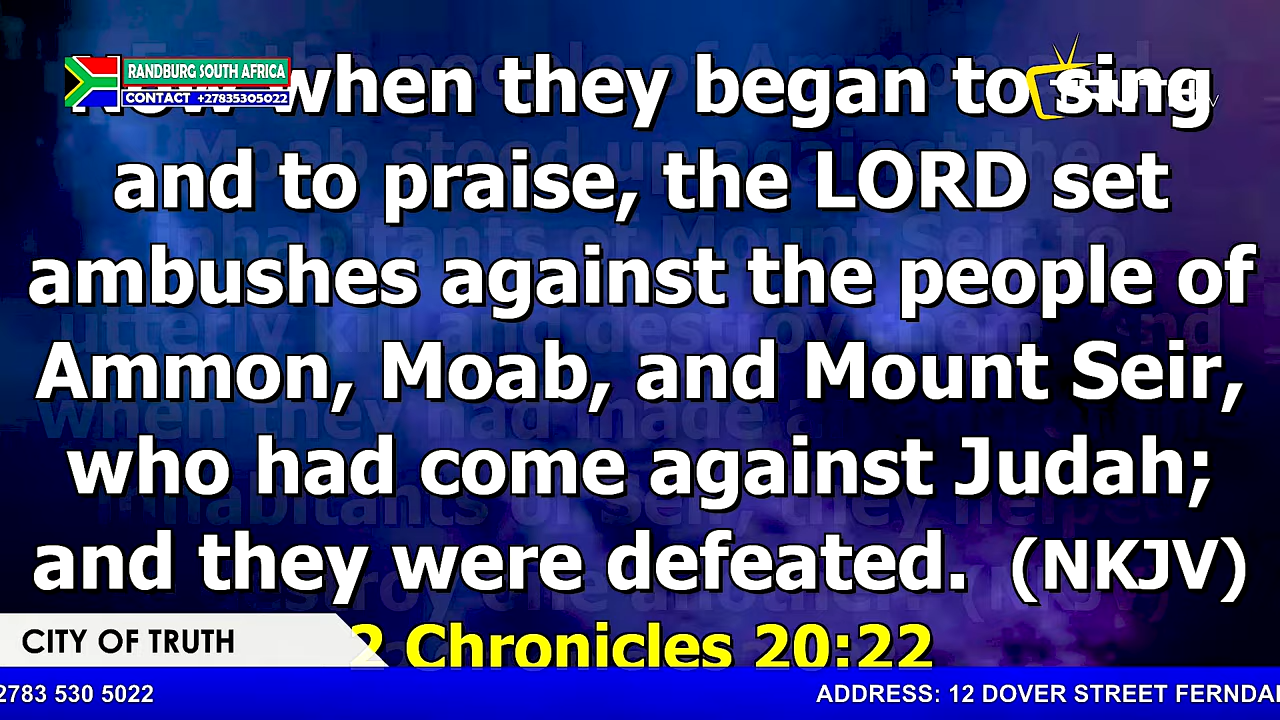 RANDBURG SOUTH AFRICA
CONTACT +27835305022
Now when they began to sing
and to praise, the LORD set
ambushes against the people of
Ammon, Moab, and Mount Seir,
who had come against Judah;
and they were defeated. (NKJV)
2 Chronicles 20:22
CITY OF TRUTH
2783 530 5022 ADDRESS: 12 DOVER STREET FERNDA